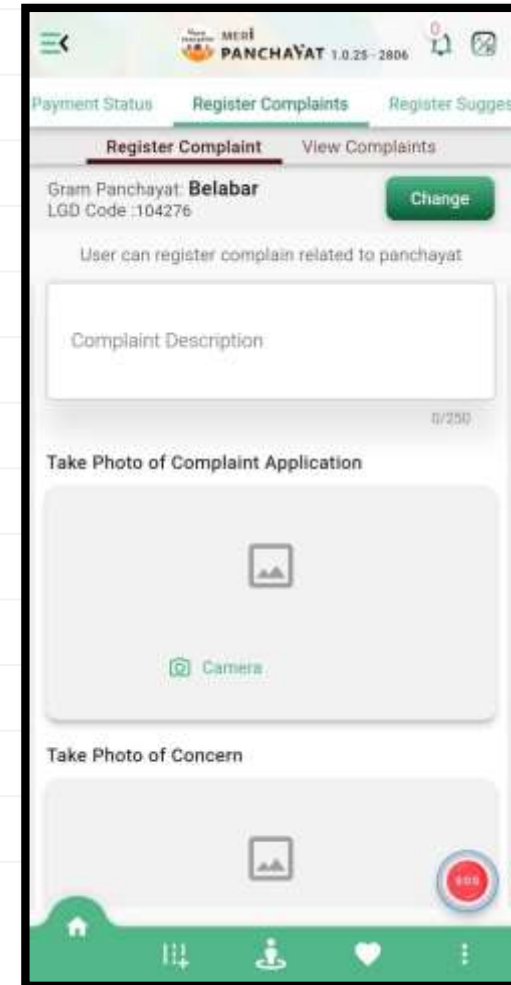 0
MERI
PANCHAYAT 1.0.25 - 2806
Payment Status Register Complaints Register Sugges
Register Complaint View Complaints
Gram Panchayat: Belabar
LGD Code :104276
Change
User can register complain related to panchayat
Complaint Description
0/250
Take Photo of Complaint Application
Camera
Take Photo of Concern